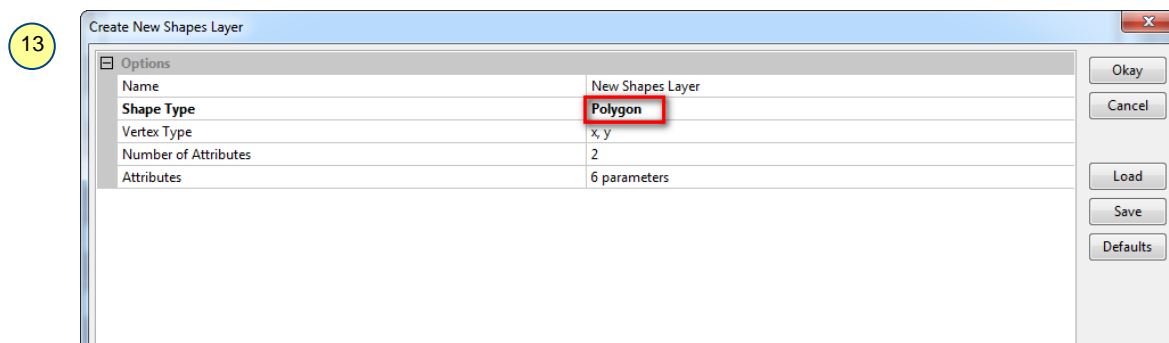 13
Create New Shapes Layer
x
Options
Name New Shapes Layer
Shape Type Polygon
Vertex Type x, y
Number of Attributes 2
Attributes 6 parameters
Okay
Cancel
Load
Save
Defaults